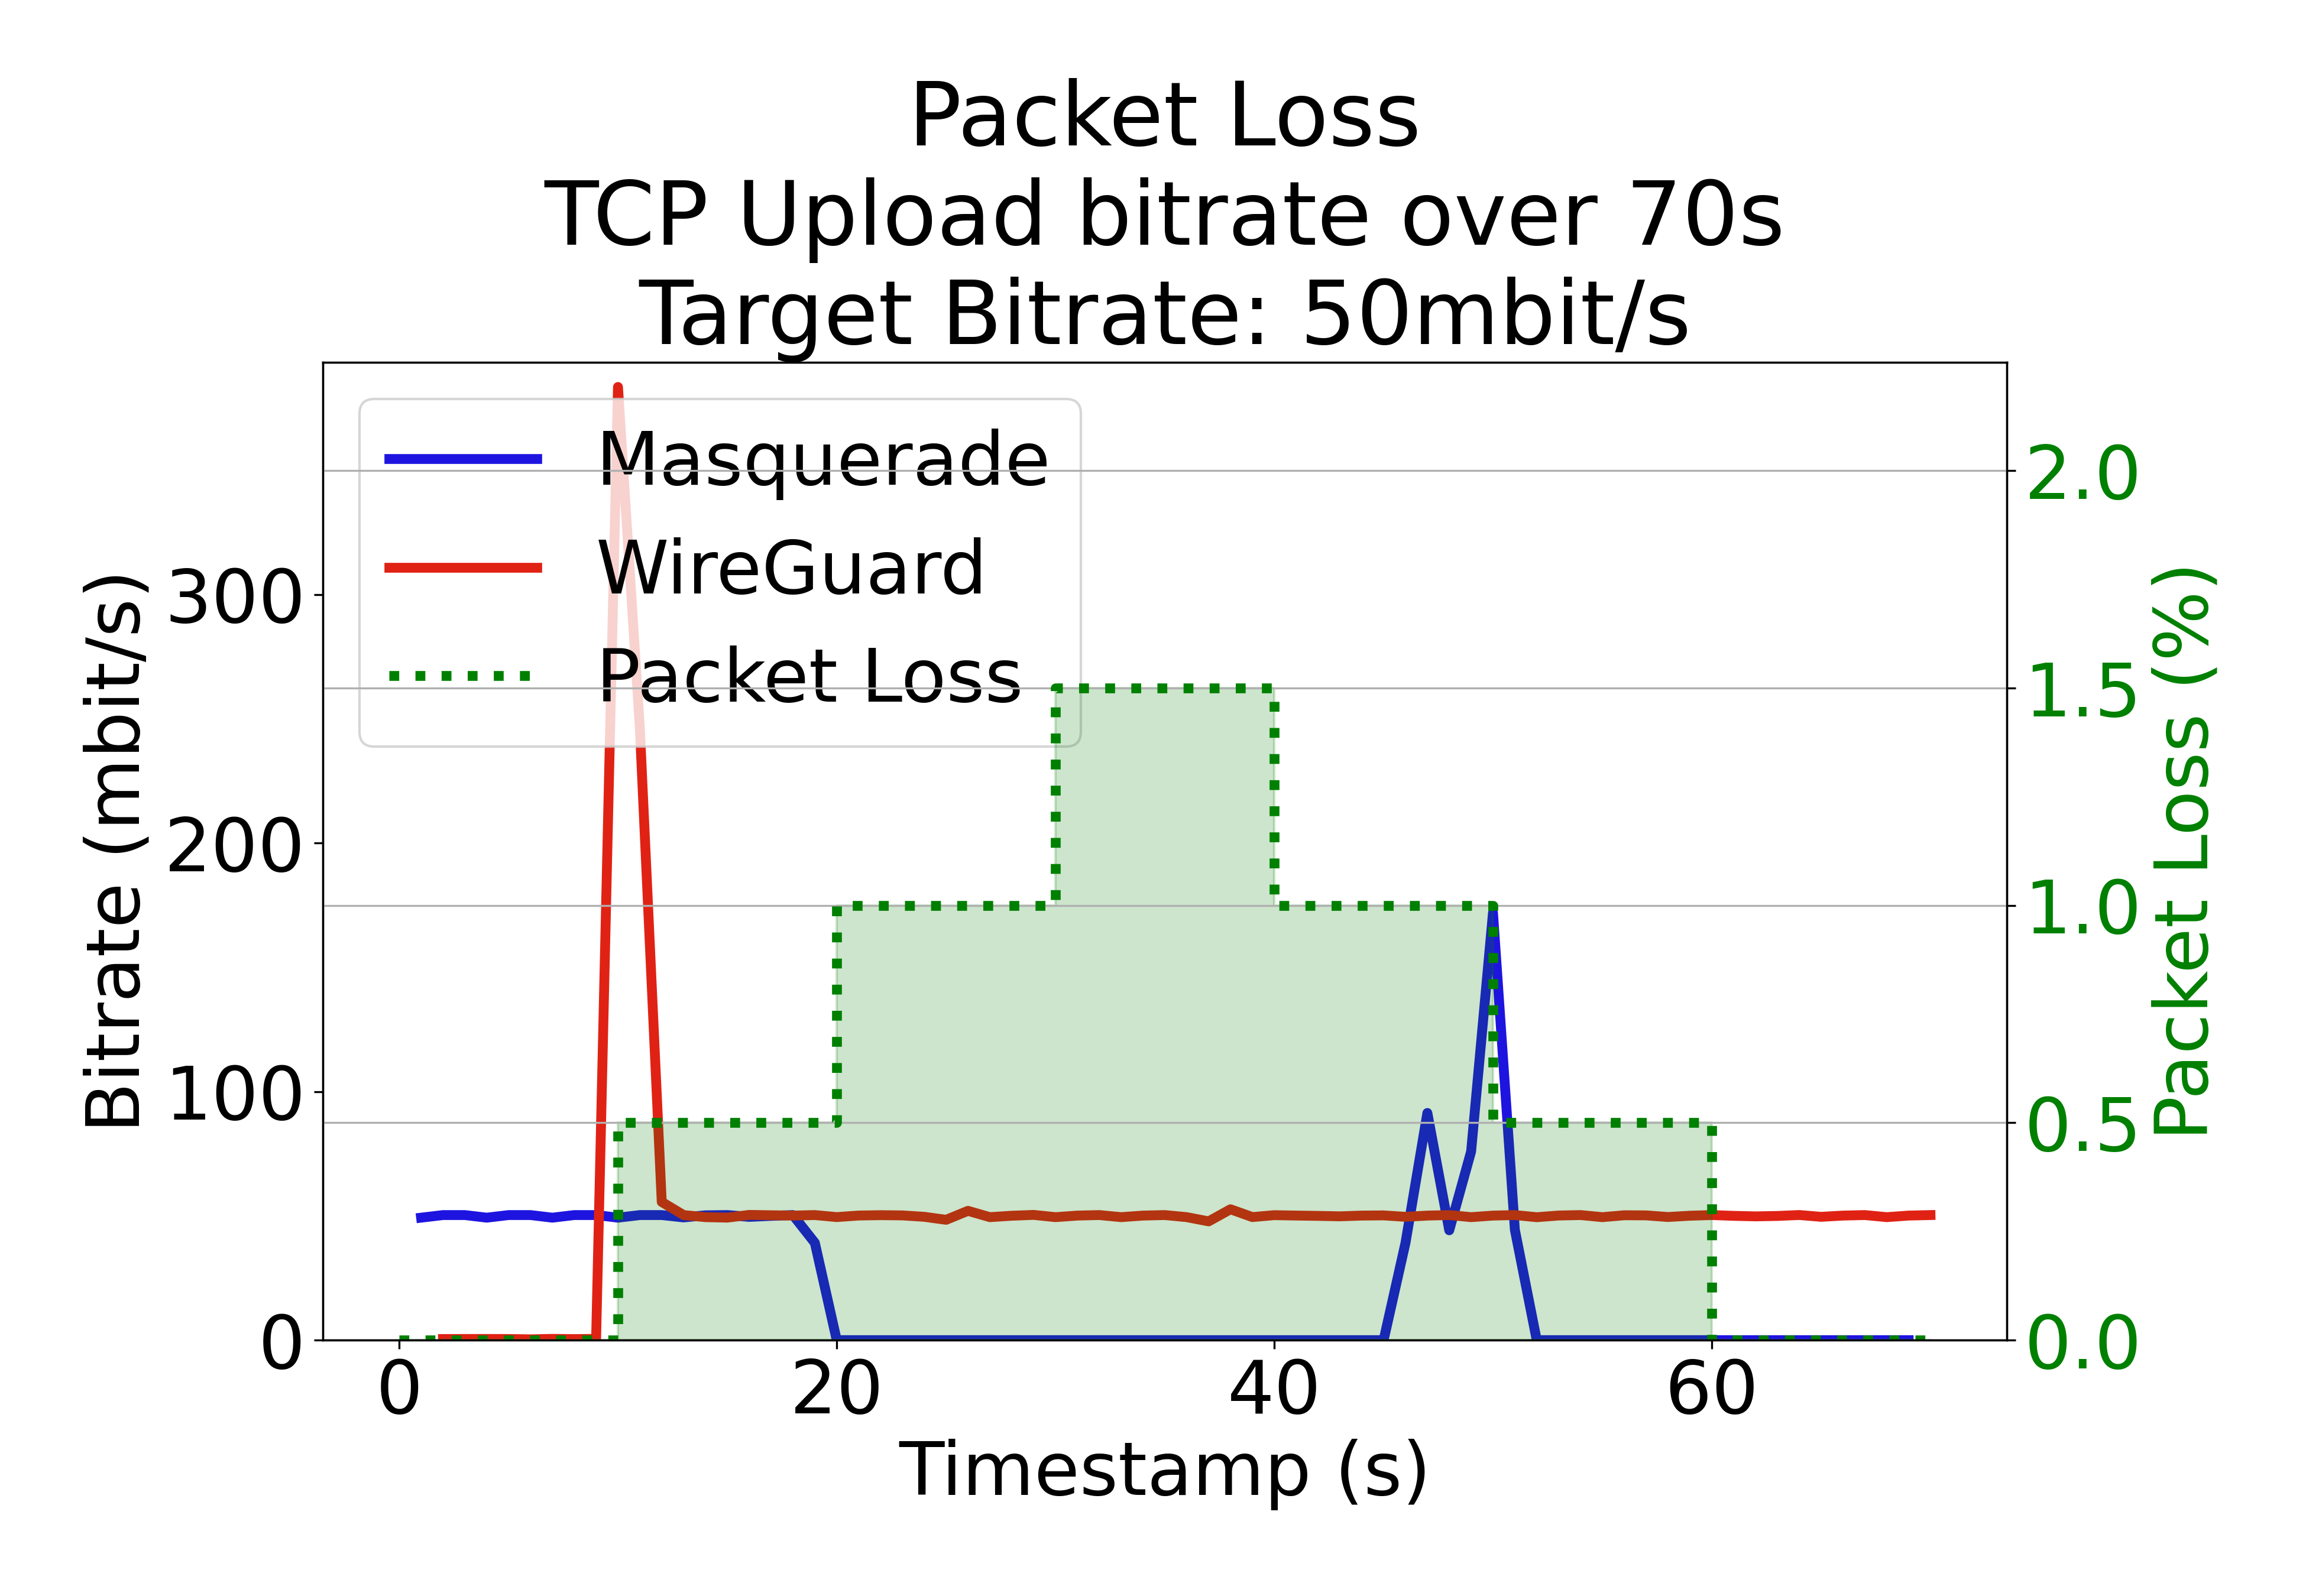 Packet Loss
TCP Upload bitrate over 70s
Target Bitrate: 50mbit/s
Masquerade
WireGuard
Packet Loss
Bitrate (mbit/s)
300
200
100
0
2.0
1.5
1.0
0.5
0.0
Packet Loss (%)
0 20 40 60
Timestamp (s)